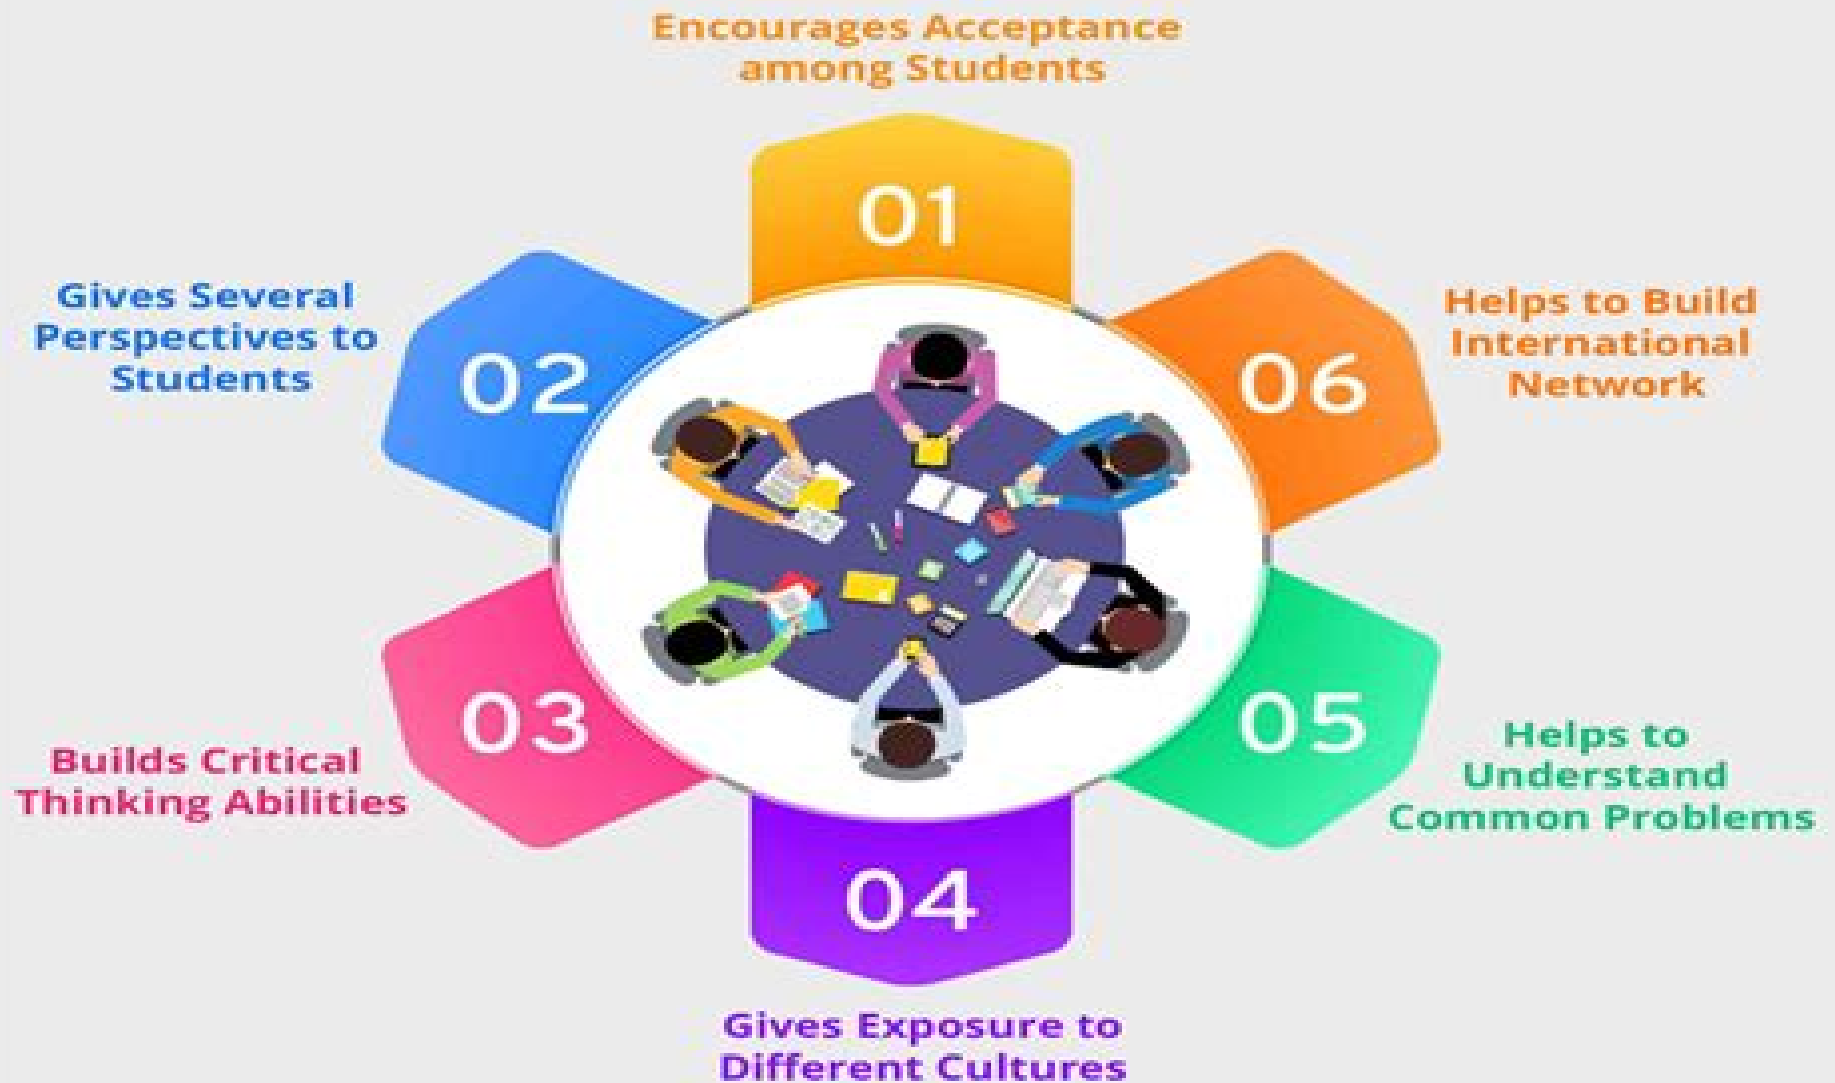 Encourages Acceptance
among Students
01
Gives Several
Perspectives to
Students
02
Builds Critical
Thinking Abilities
03
04
Gives Exposure to
Different Cultures
05
Helps to
Understand
Common Problems
06
Helps to Build
International
Network